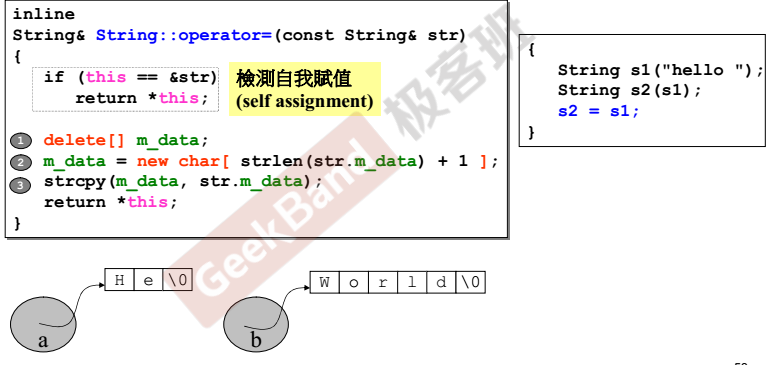 inline
String& String::operator=(const String& str)
{
if (this == &str)
return *this;
檢測自我賦值
(self assignment)
1 delete[] m_data;
2 m_data = new char[ strlen(str.m_data) + 1 ];
3 strcpy(m_data, str.m_data);
return *this;
}
{
String s1("hello ");
String s2(s1);
s2 = s1;
}
GeekBand 极客班
H e \0
W o r l d \0
a
b